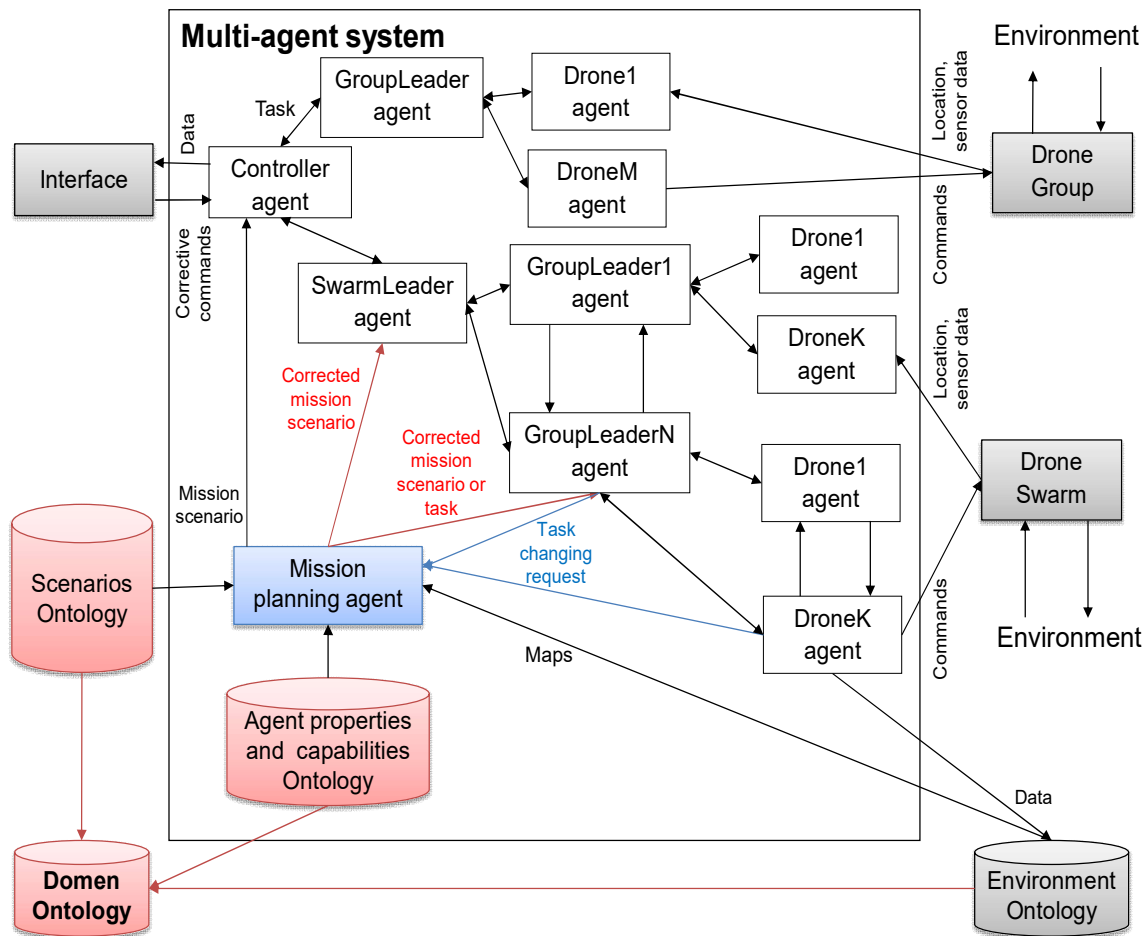 Multi-agent system
Environment
GroupLeader
agent
Drone1
agent
Location,
sensor data
Task
Data
Interface
Controller
agent
DroneM
agent
Drone
Group
Corrective
commands
Commands
SwarmLeader
agent
GroupLeader1
agent
Drone1
agent
DroneK
agent
Location,
sensor data
Corrected
mission
scenario
Corrected
mission
scenario or
task
GroupLeaderN
agent
Drone1
agent
Drone
Swarm
Mission
scenario
Task
changing
request
Scenarios
Ontology
Mission
planning agent
DroneK
agent
Commands
Environment
Maps
Agent properties
and capabilities
Ontology
Data
Domen
Ontology
Environment
Ontology